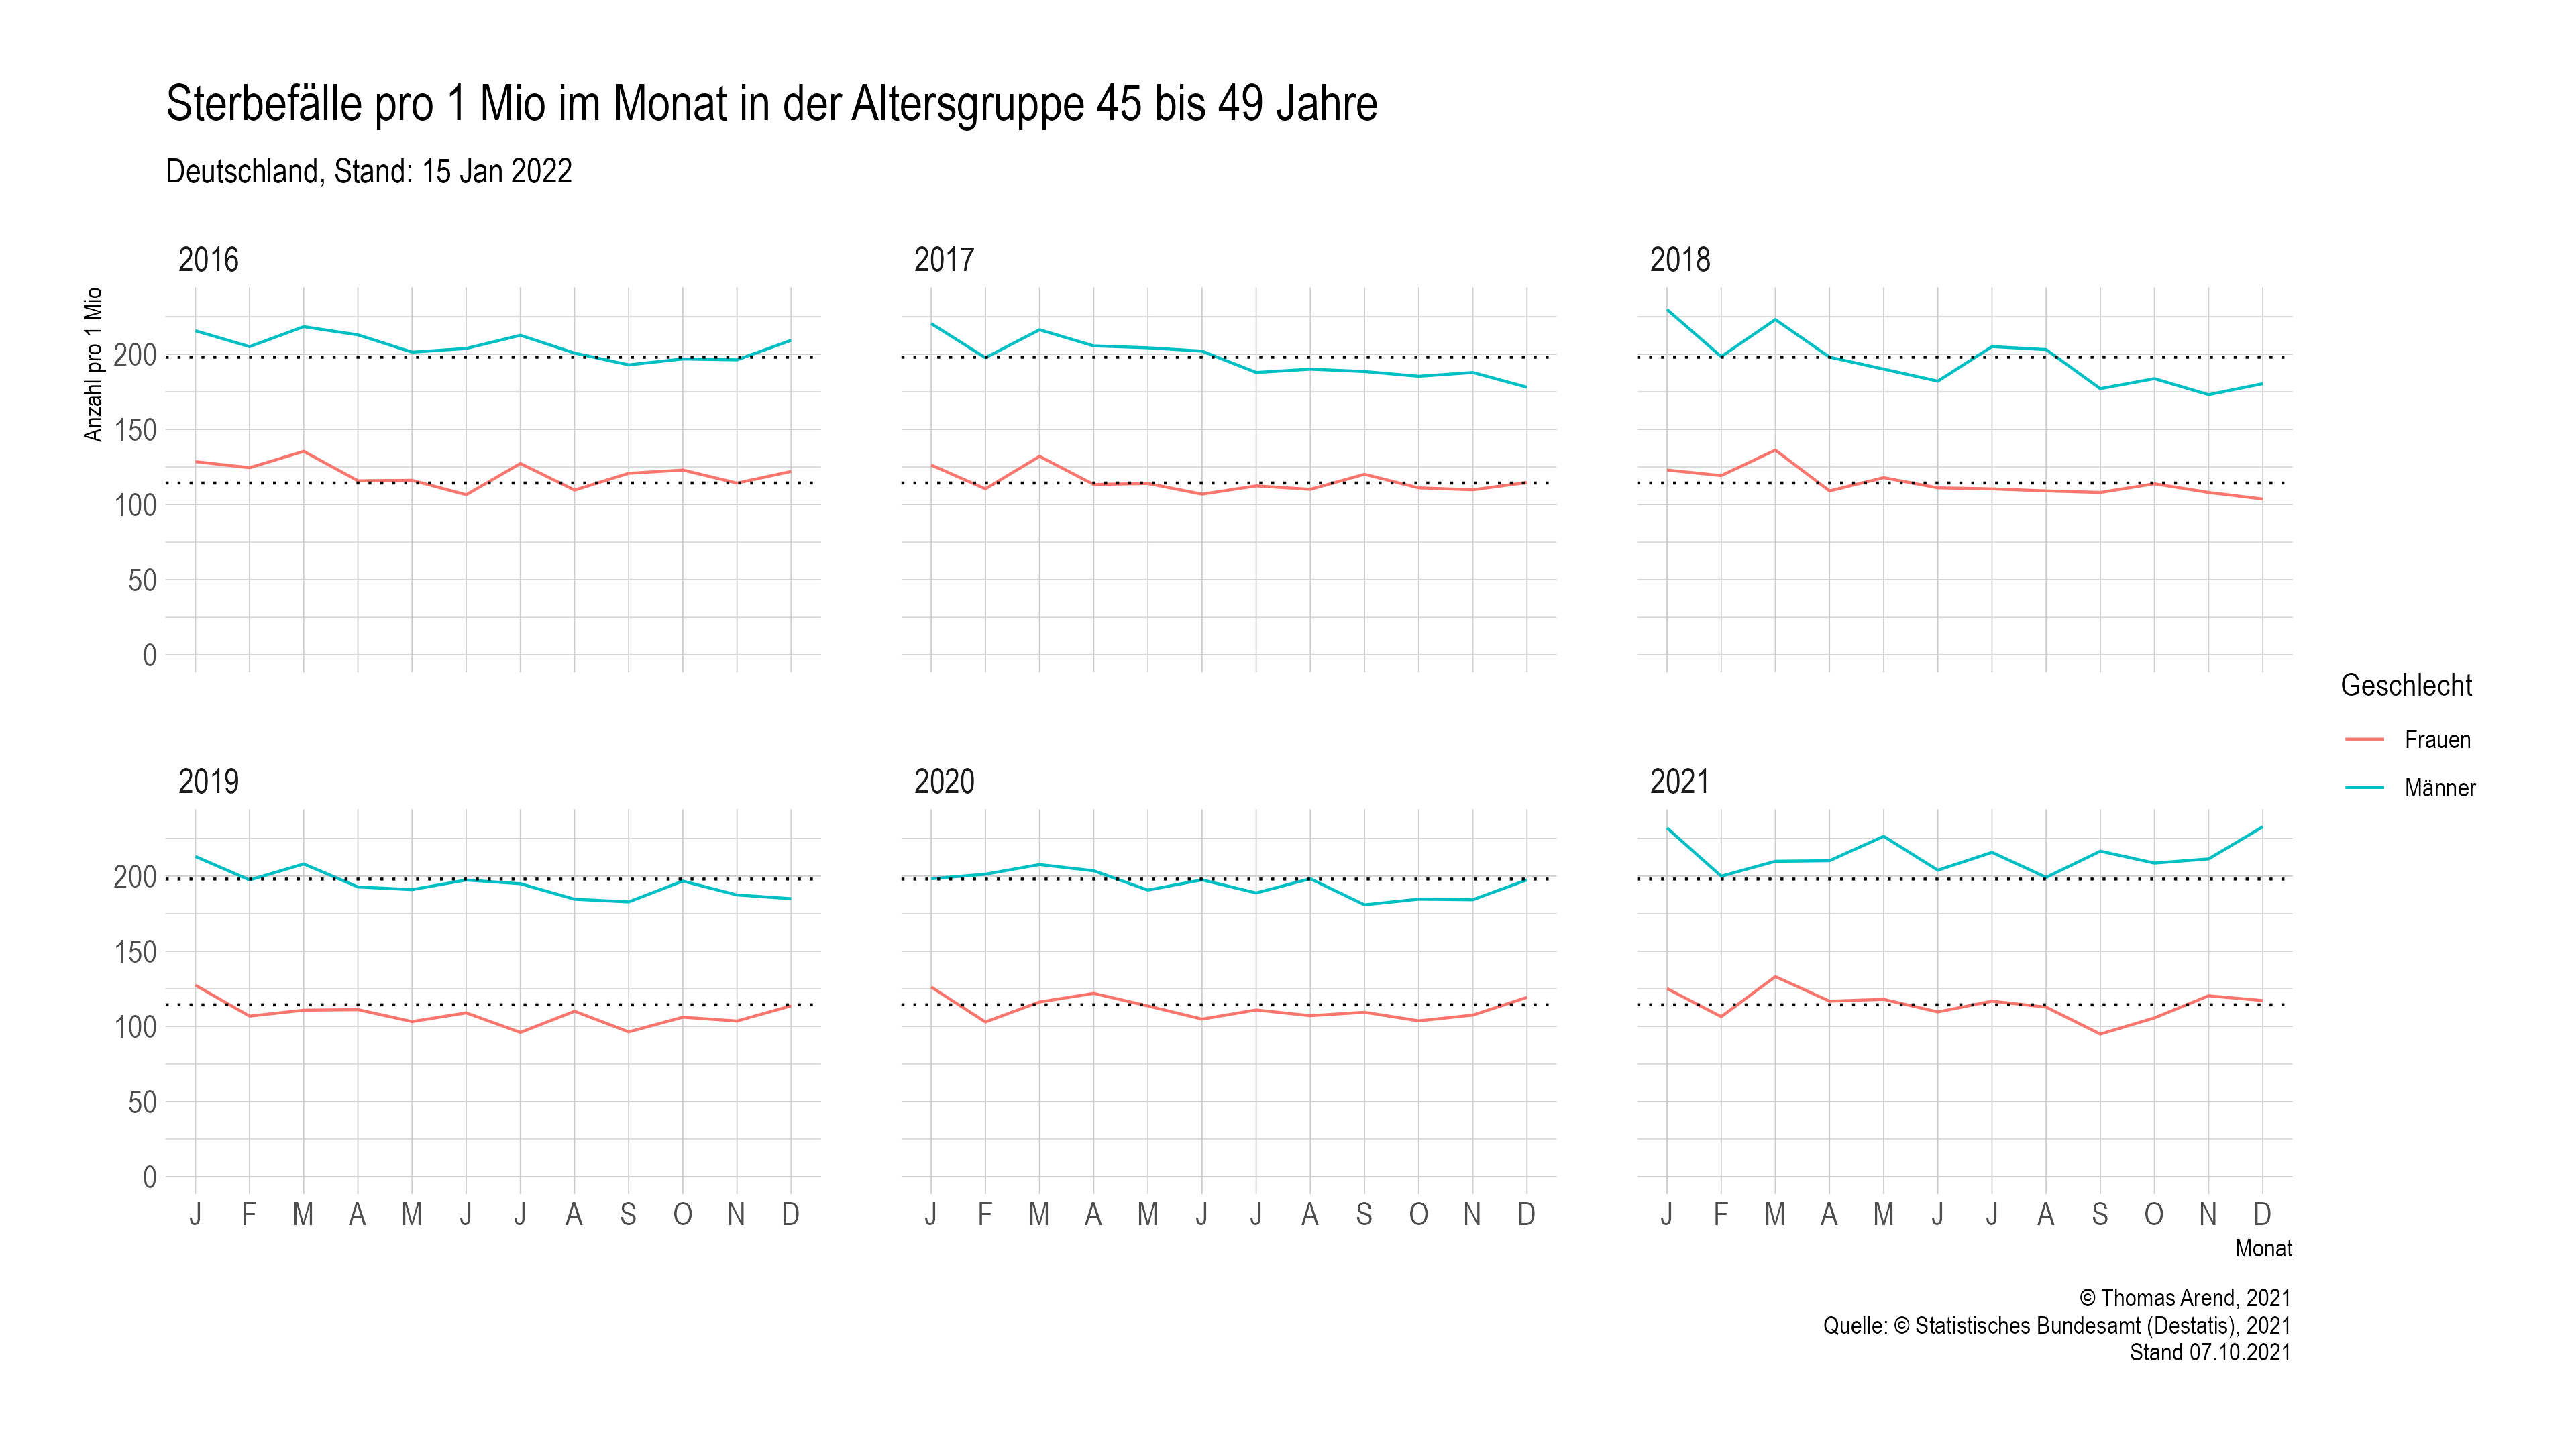 Sterbefälle pro 1 Mio im Monat in der Altersgruppe 45 bis 49 Jahre
Deutschland, Stand: 15 Jan 2022
2016
2017
2018
Anzahl pro 1 Mio
200
150
100
50
0
Geschlecht
Frauen
Männer
2019
2020
2021
200
150
100
50
0
J F M A M J J A S O N D
J F M A M J J A S O N D
J F M A M J J A S O N D
Monat
© Thomas Arend, 2021
Quelle: © Statistisches Bundesamt (Destatis), 2021
Stand 07.10.2021